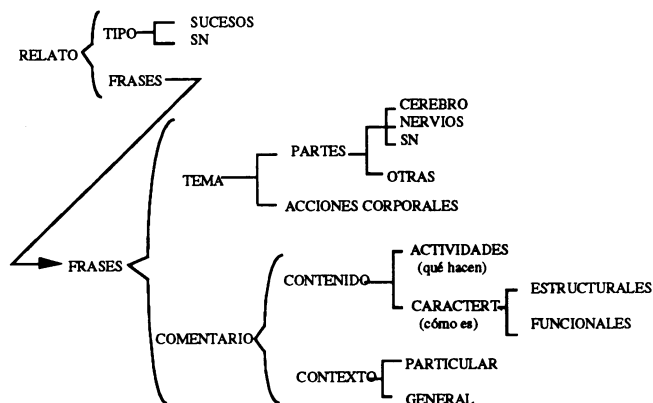 SUCESOS
TIPO
SN
RELATO
FRASES
CEREBRO
NERVIOS
PARTES
SN
TEMA
OTRAS
ACCIONES CORPORALES
FRASES
ACTIVIDADES
(qué hacen)
CONTENIDO
ESTRUCTURALES
CARACTERT
(cómo es)
FUNCIONALES
COMENTARIO
PARTICULAR
CONTEXTO
GENERAL